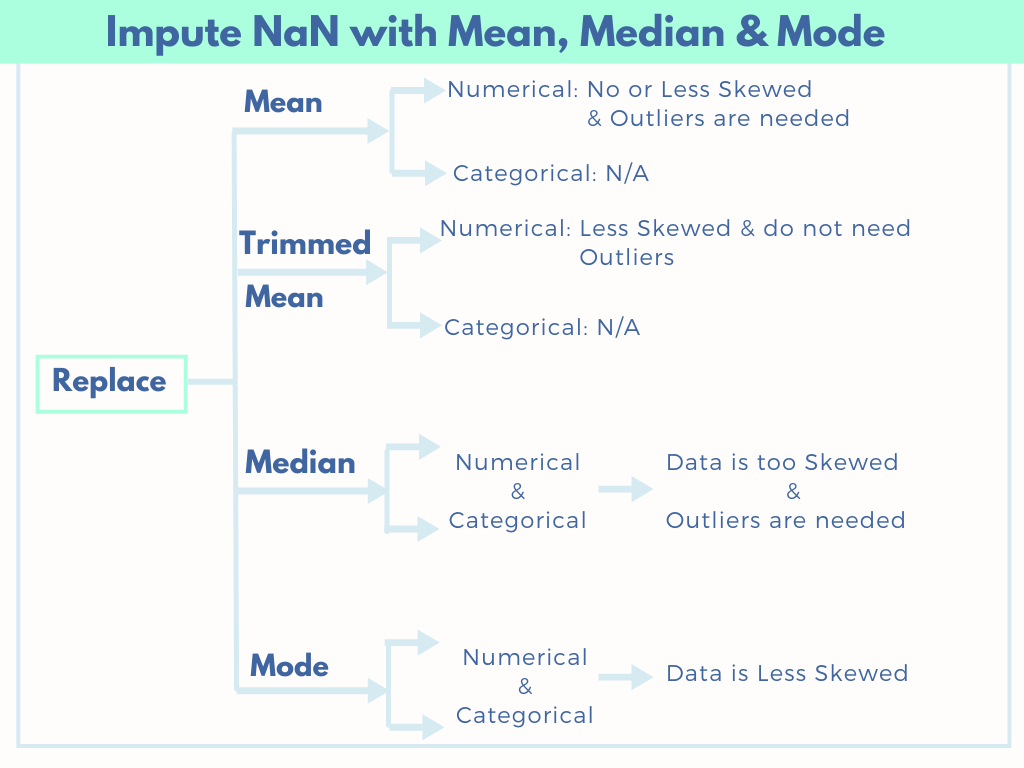 Impute NaN with Mean, Median & Mode
Mean
Numerical: No or Less Skewed
& Outliers are needed
Categorical: N/A
Trimmed
Mean
Numerical: Less Skewed & do not need
Outliers
Categorical: N/A
Replace
Median
Numerical
&
Categorical
Data is too Skewed
&
Outliers are needed
Mode
Numerical
&
Categorical
Data is Less Skewed